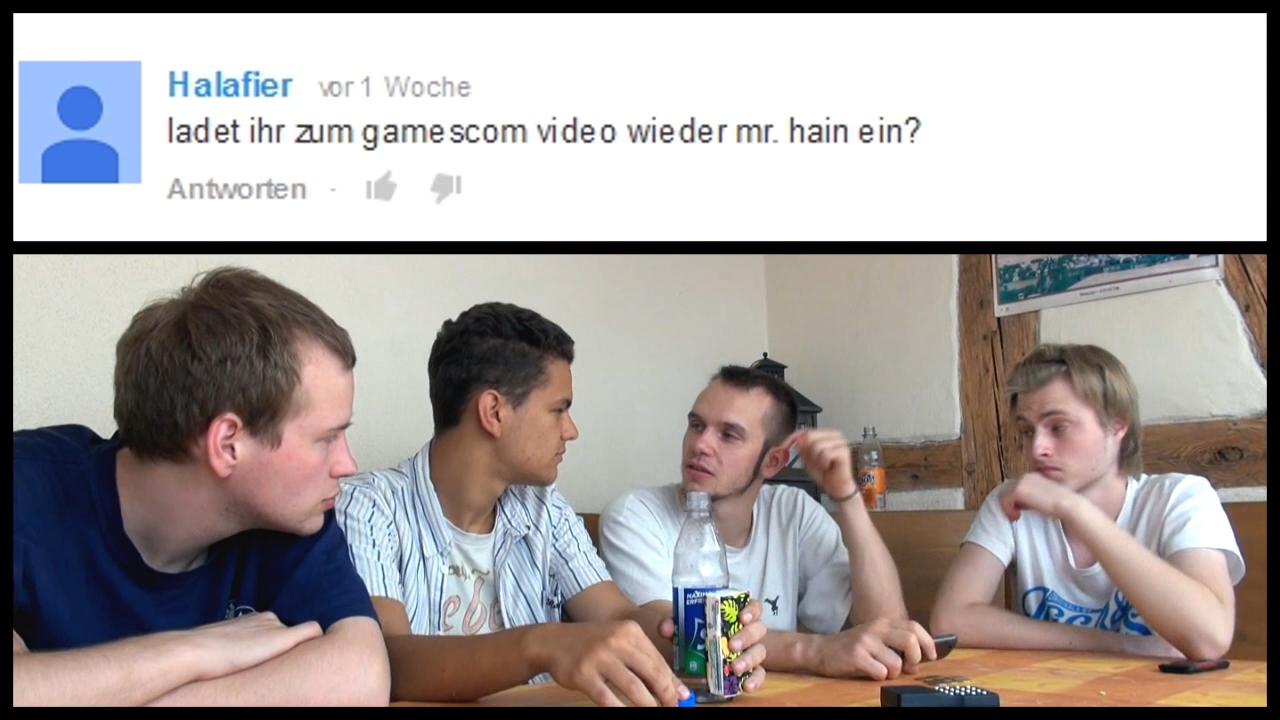 Halafier vor 1 Woche
ladet ihr zum gamescom video wieder mr. hain ein?
Antworten ·